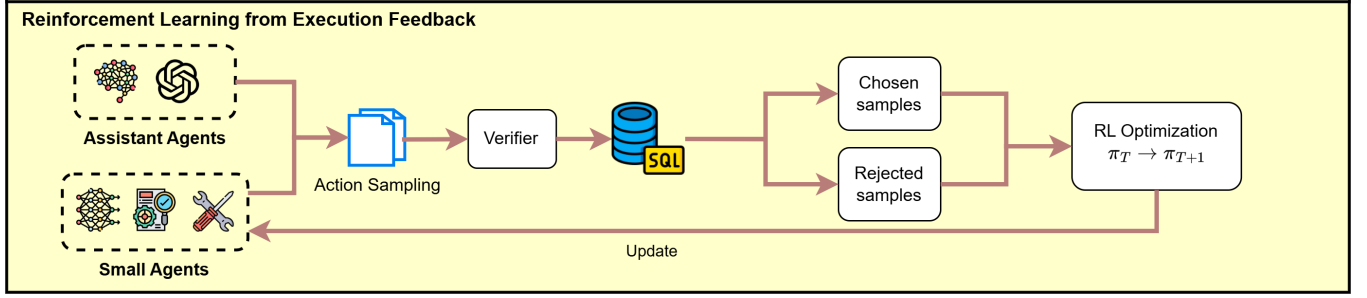 Reinforcement Learning from Execution Feedback
Assistant Agents
Small Agents
Action Sampling
Verifier
SQL
Chosen
samples
Rejected
samples
RL Optimization
π_T → π_{T+1}
Update